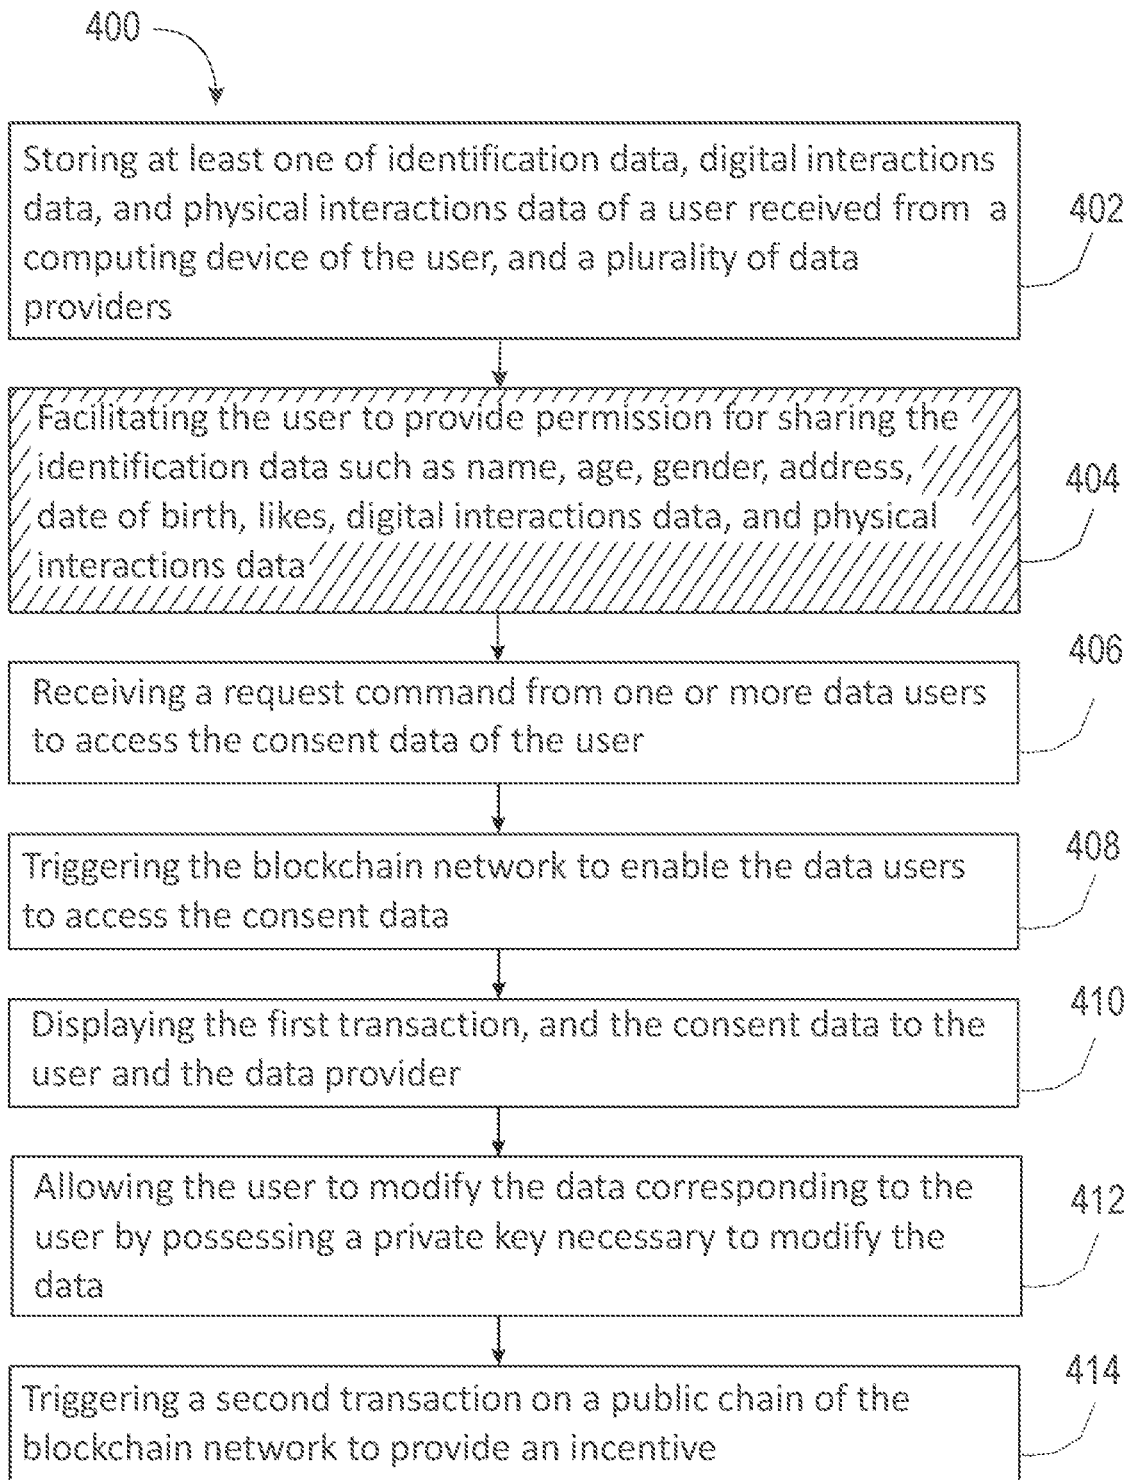 400
Storing at least one of identification data, digital interactions
data, and physical interactions data of a user received from a
computing device of the user, and a plurality of data
providers
402
Facilitating the user to provide permission for sharing the
identification data such as name, age, gender, address,
date of birth, likes, digital interactions data, and physical
interactions data
404
Receiving a request command from one or more data users
to access the consent data of the user
406
Triggering the blockchain network to enable the data users
to access the consent data
408
Displaying the first transaction, and the consent data to the
user and the data provider
410
Allowing the user to modify the data corresponding to the
user by possessing a private key necessary to modify the
data
412
Triggering a second transaction on a public chain of the
blockchain network to provide an incentive
414